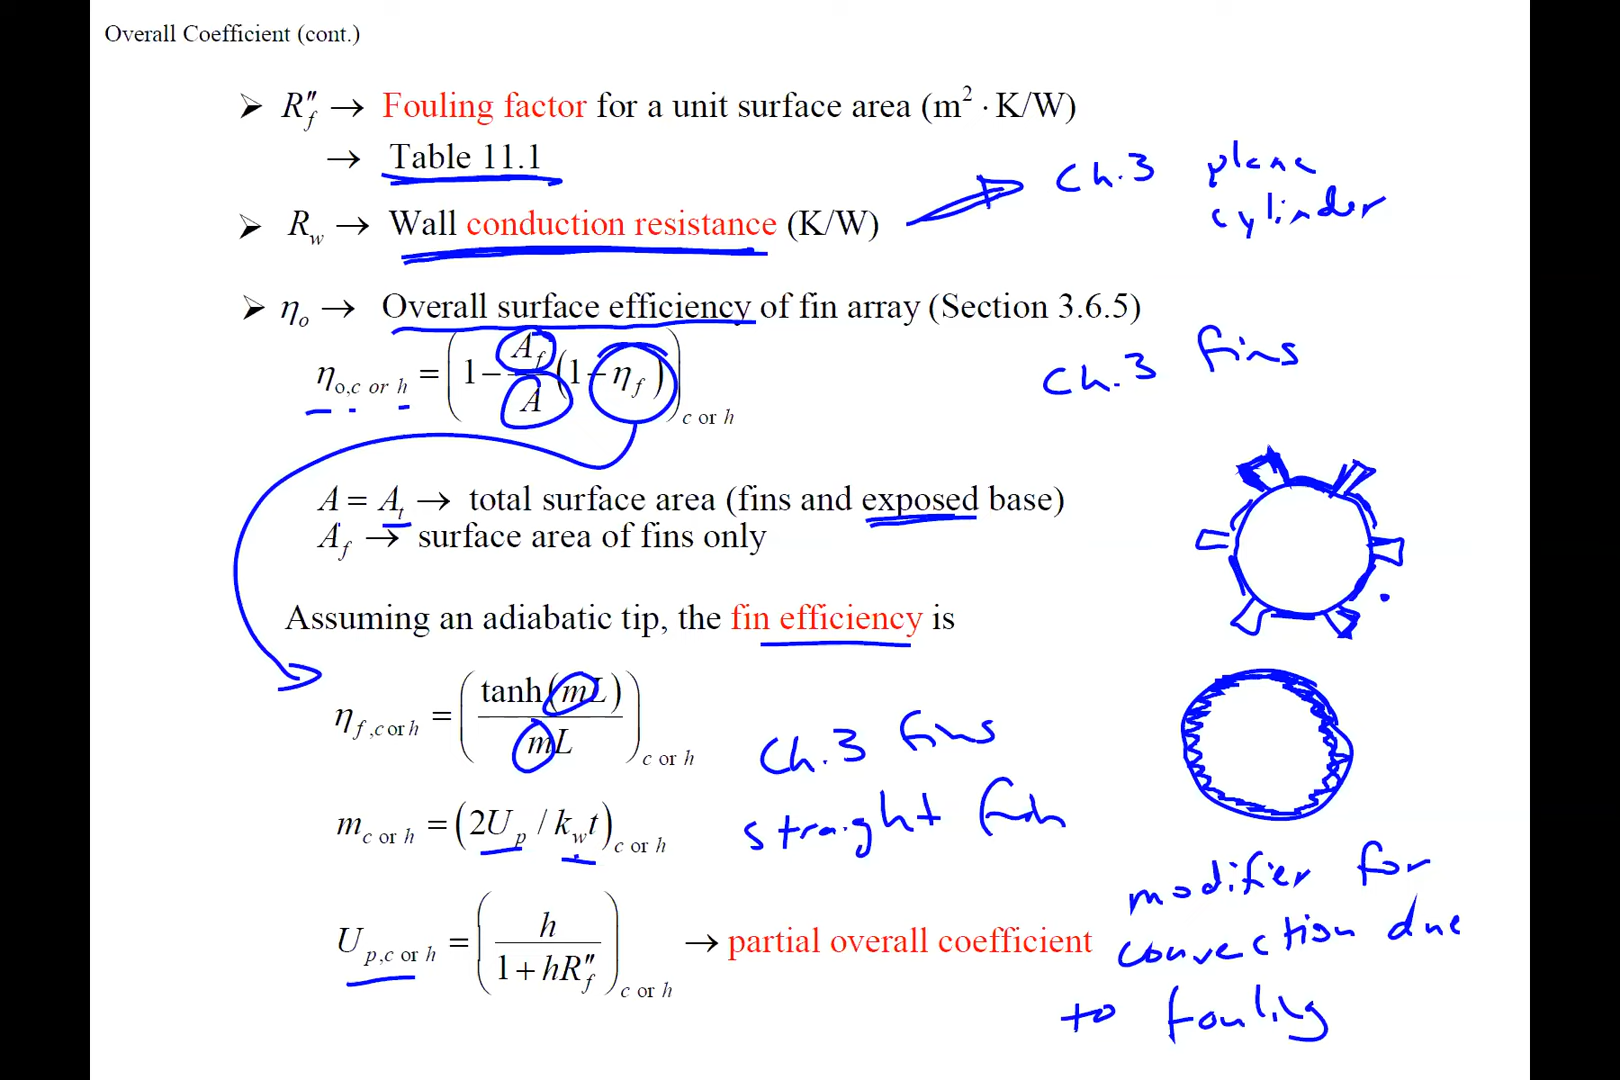 Overall Coefficient (cont.)
➢ R″f → Fouling factor for a unit surface area (m² · K/W)
→ Table 11.1
Ch.3 plane
cylinder
➢ Rw → Wall conduction resistance (K/W)
➢ ηo → Overall surface efficiency of fin array (Section 3.6.5)
ηo,c or h = (1 − Af/A (1 − ηf))c or h
Ch.3 fins
A = At → total surface area (fins and exposed base)
Af → surface area of fins only
Assuming an adiabatic tip, the fin efficiency is
ηf,c or h = (tanh(mL)/mL)c or h
Ch.3 fins
straight
mc or h = (2Up / kwt)c or h
Up,c or h = (h/(1 + hR″f))c or h → partial overall coefficient
modifier for
convection due
to fouling